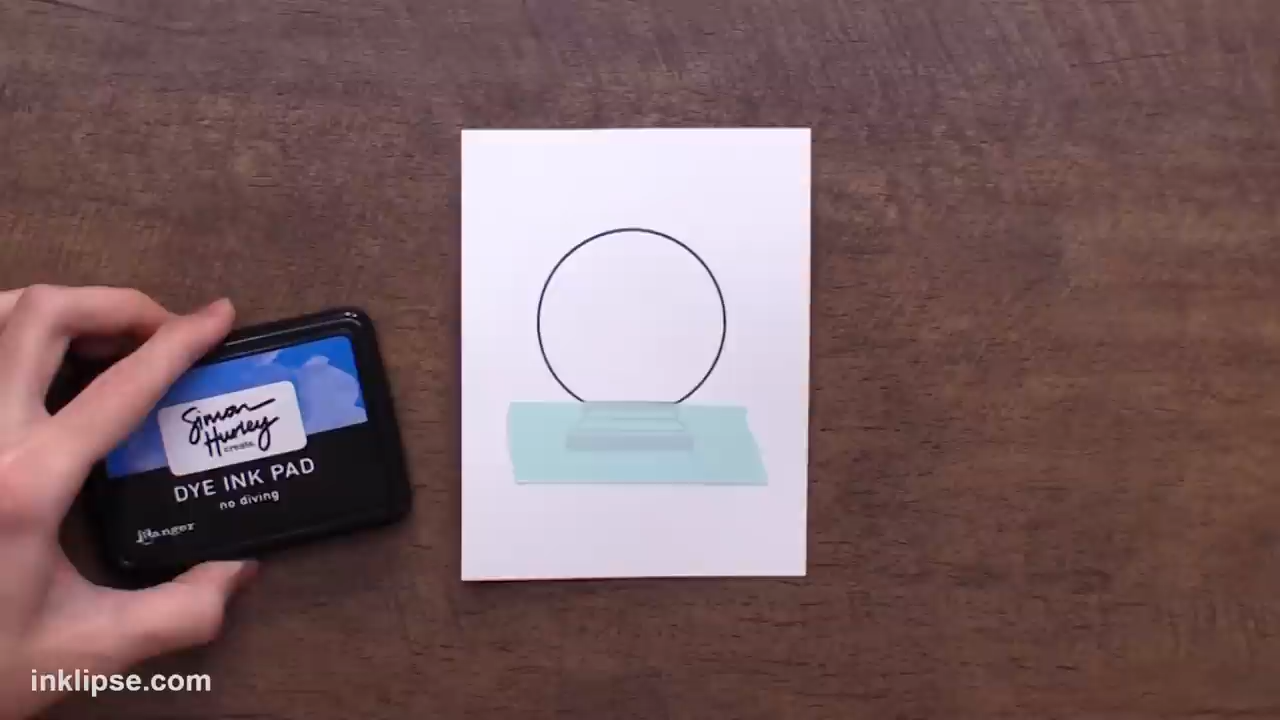 Simon
Hurley
create.
DYE INK PAD
no diving
Ranger
inklipse.com